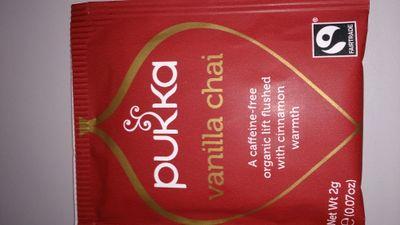 pukka
vanilla chai
A caffeine-free
organic lift flushed
with cinnamon
warmth
FAIRTRADE
Net Wt 2g
℮ (0.07oz)